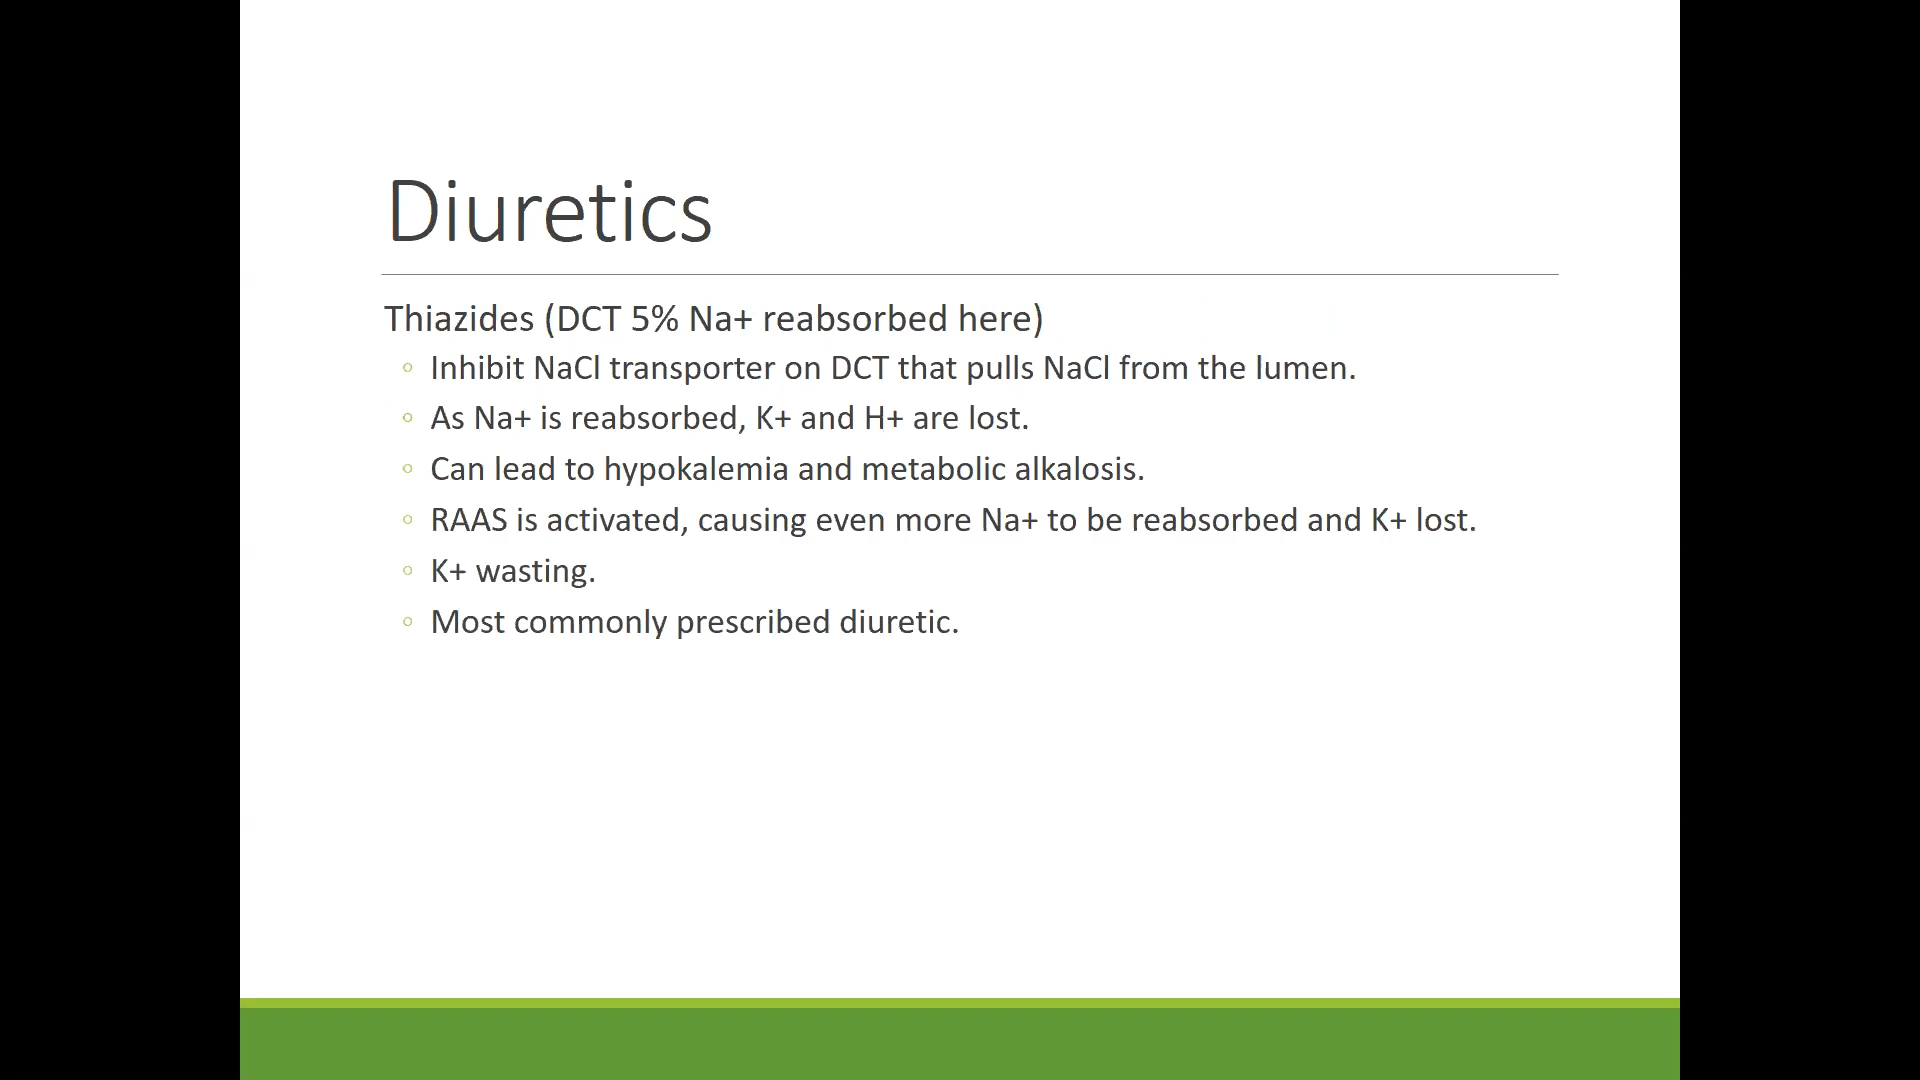 Diuretics
Thiazides (DCT 5% Na+ reabsorbed here)
◦ Inhibit NaCl transporter on DCT that pulls NaCl from the lumen.
◦ As Na+ is reabsorbed, K+ and H+ are lost.
◦ Can lead to hypokalemia and metabolic alkalosis.
◦ RAAS is activated, causing even more Na+ to be reabsorbed and K+ lost.
◦ K+ wasting.
◦ Most commonly prescribed diuretic.